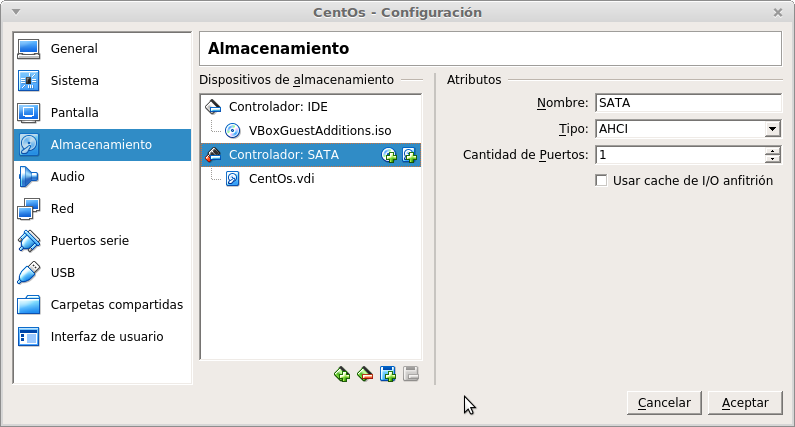 CentOs - Configuración
General
Sistema
Pantalla
Almacenamiento
Audio
Red
Puertos serie
USB
Carpetas compartidas
Interfaz de usuario
Almacenamiento
Dispositivos de almacenamiento
Controlador: IDE
VBoxGuestAdditions.iso
Controlador: SATA
CentOs.vdi
Atributos
Nombre: SATA
Tipo: AHCI
Cantidad de Puertos: 1
Usar cache de I/O anfitrión
Cancelar
Aceptar